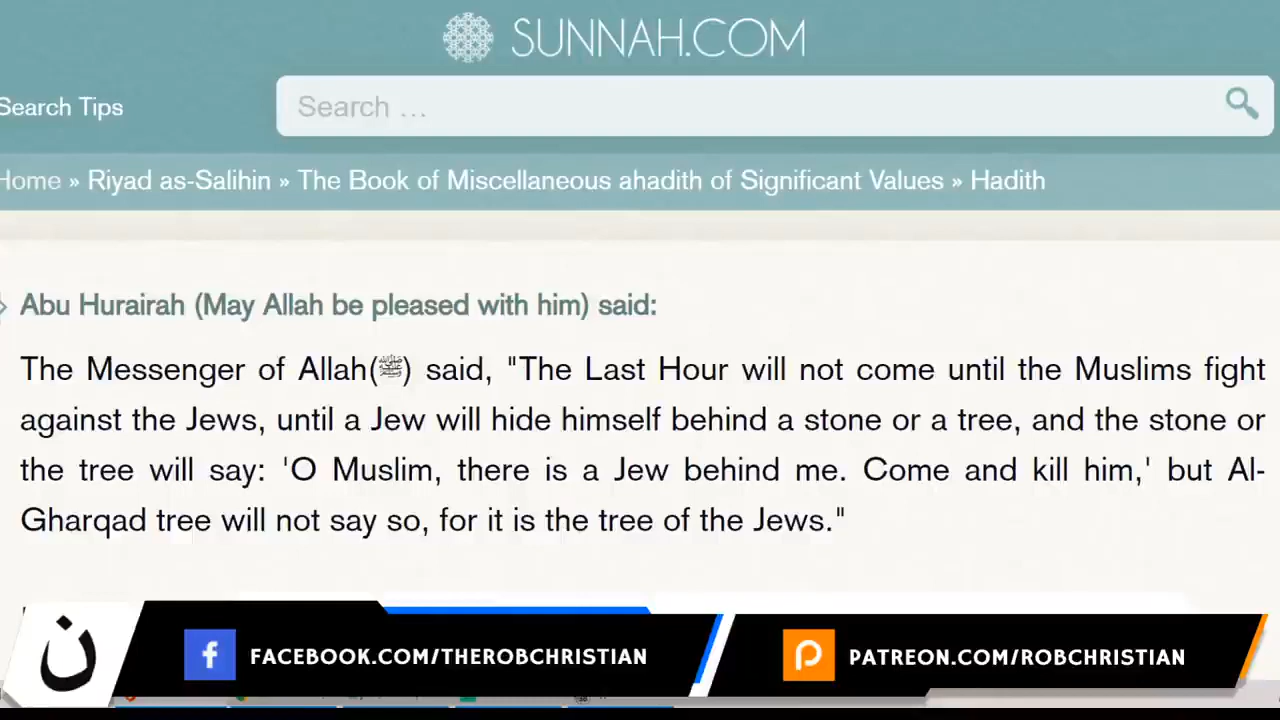 SUNNAH.COM
Search Tips
Search ...
Home » Riyad as-Salihin » The Book of Miscellaneous ahadith of Significant Values » Hadith
Abu Hurairah (May Allah be pleased with him) said:
The Messenger of Allah(ﷺ) said, "The Last Hour will not come until the Muslims fight
against the Jews, until a Jew will hide himself behind a stone or a tree, and the stone or
the tree will say: 'O Muslim, there is a Jew behind me. Come and kill him,' but Al-
Gharqad tree will not say so, for it is the tree of the Jews."
ن
FACEBOOK.COM/THEROBCHRISTIAN
PATREON.COM/ROBCHRISTIAN